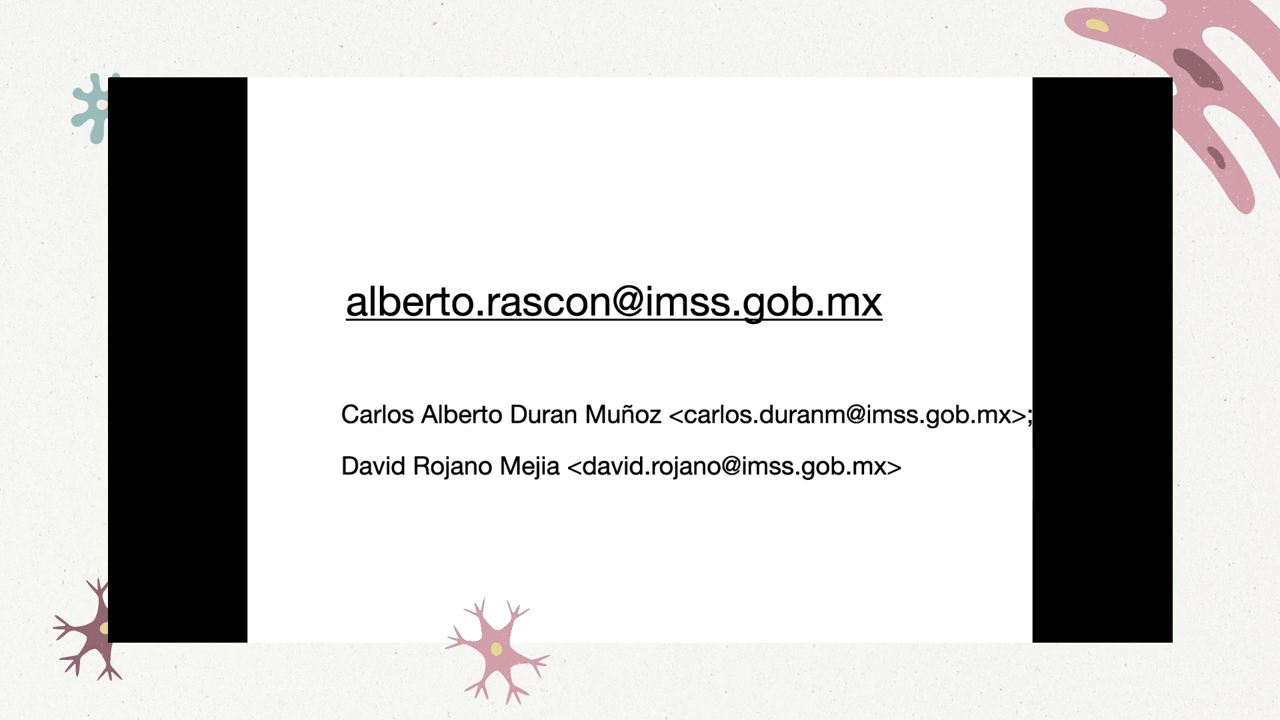 alberto.rascon@imss.gob.mx
Carlos Alberto Duran Muñoz <carlos.duranm@imss.gob.mx>;
David Rojano Mejia <david.rojano@imss.gob.mx>